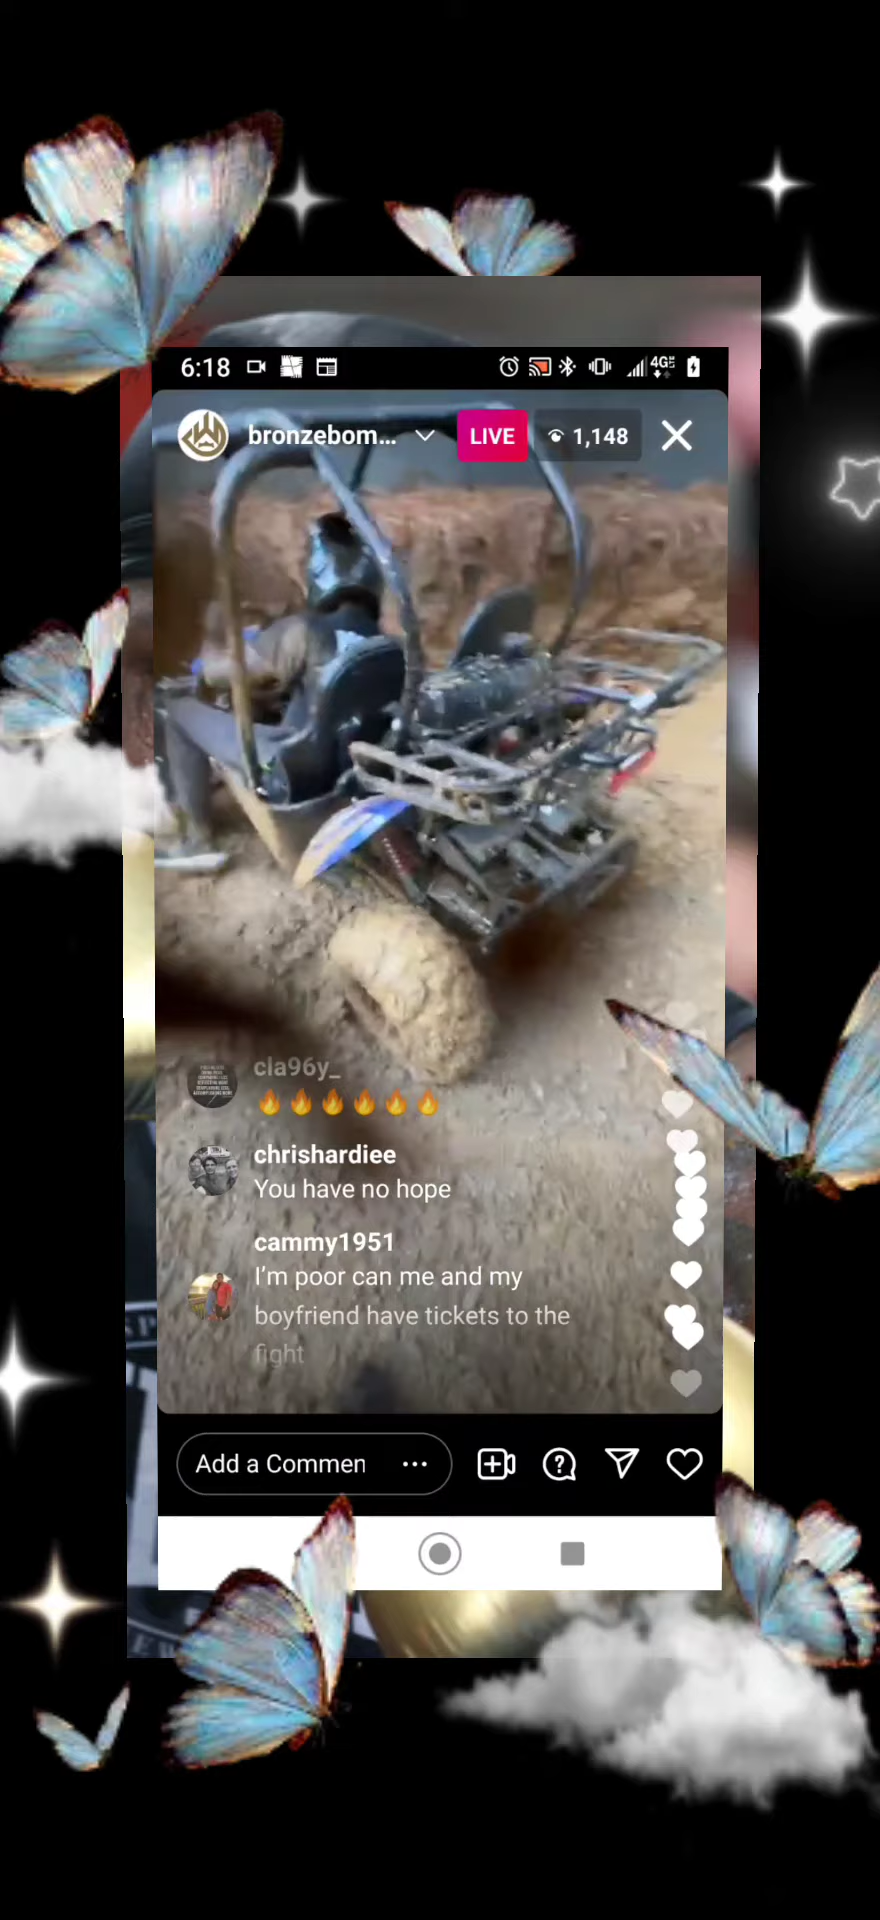 6:18
4G
bronzebom...
LIVE
1,148
cla96y_
🔥🔥🔥🔥🔥🔥
chrishardiee
You have no hope
cammy1951
I’m poor can me and my
boyfriend have tickets to the
fight
Add a Commen